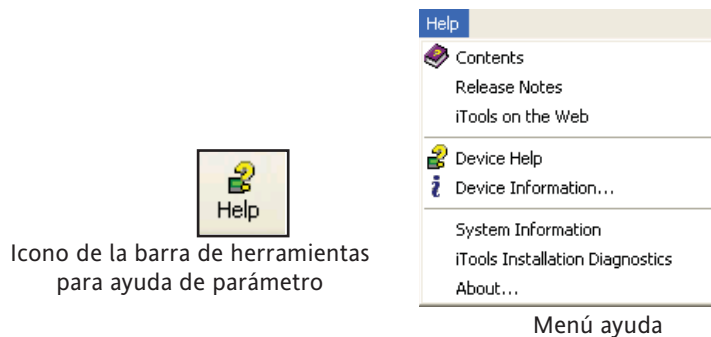 Help
Icono de la barra de herramientas
para ayuda de parámetro
Help
Contents
Release Notes
iTools on the Web
Device Help
Device Information...
System Information
iTools Installation Diagnostics
About...
Menú ayuda